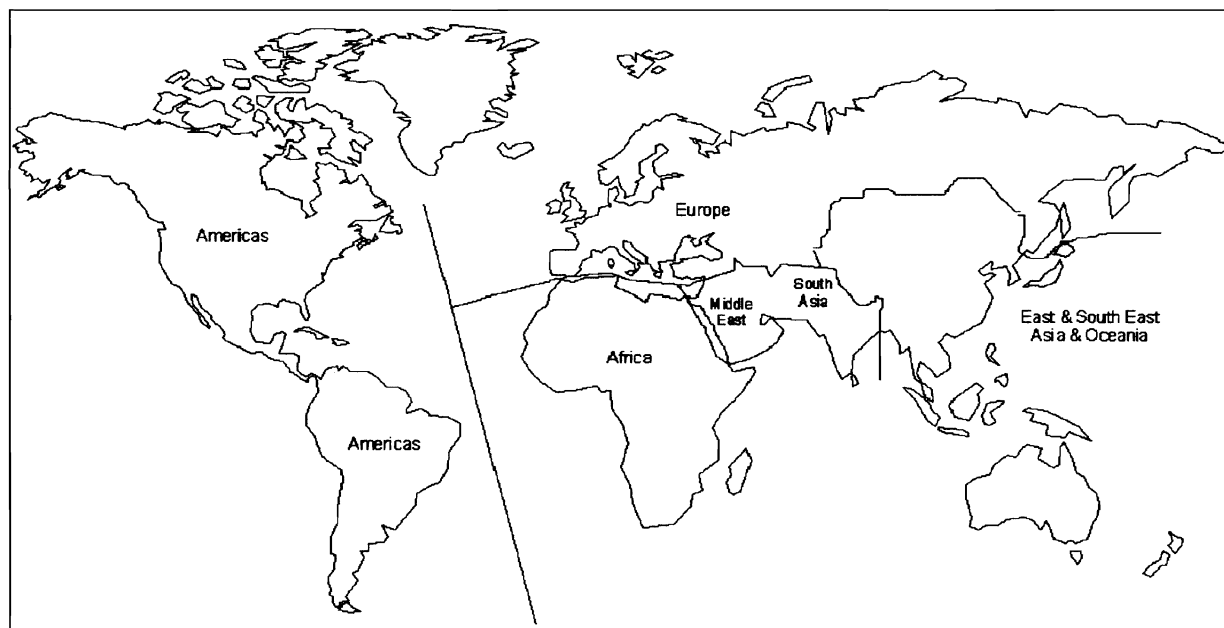 Europe
Americas
South
Asia
Middle
East
East & South East
Asia & Oceania
Africa
Americas